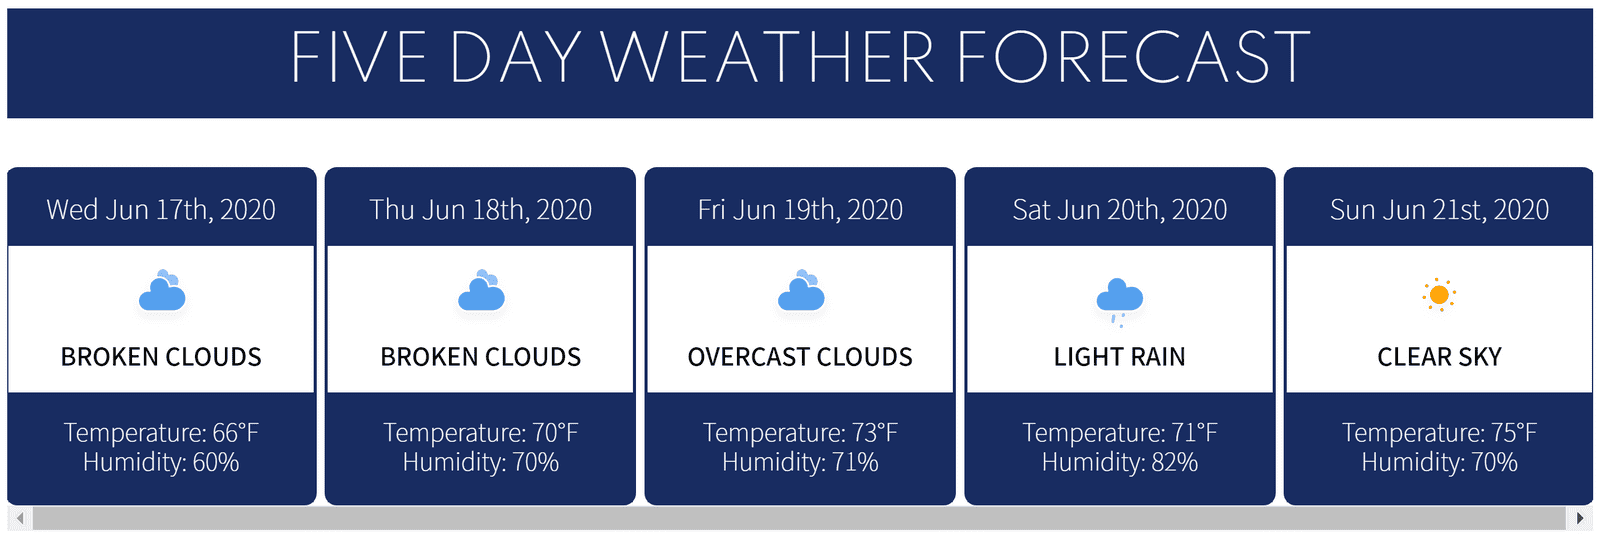 FIVE DAY WEATHER FORECAST
Wed Jun 17th, 2020
BROKEN CLOUDS
Temperature: 66°F
Humidity: 60%
Thu Jun 18th, 2020
BROKEN CLOUDS
Temperature: 70°F
Humidity: 70%
Fri Jun 19th, 2020
OVERCAST CLOUDS
Temperature: 73°F
Humidity: 71%
Sat Jun 20th, 2020
LIGHT RAIN
Temperature: 71°F
Humidity: 82%
Sun Jun 21st, 2020
CLEAR SKY
Temperature: 75°F
Humidity: 70%